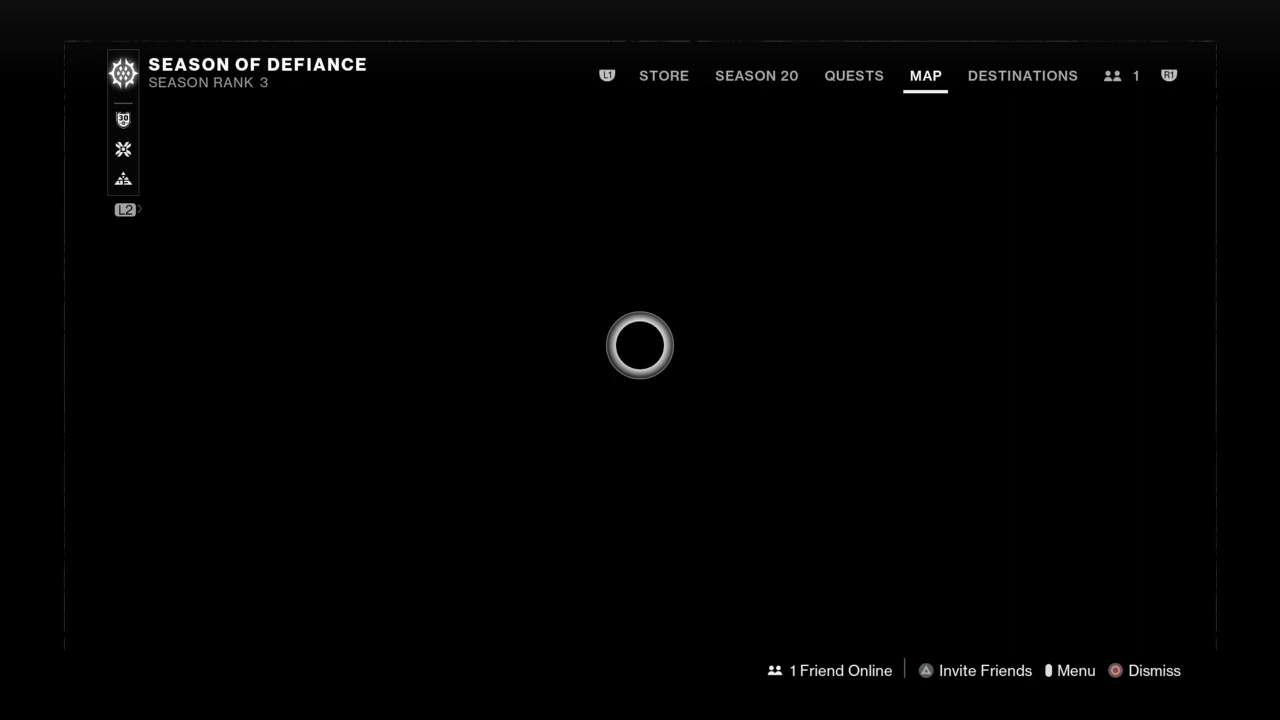 SEASON OF DEFIANCE
SEASON RANK 3
L1 STORE SEASON 20 QUESTS MAP DESTINATIONS 1 R1
30
L2
1 Friend Online Invite Friends Menu Dismiss